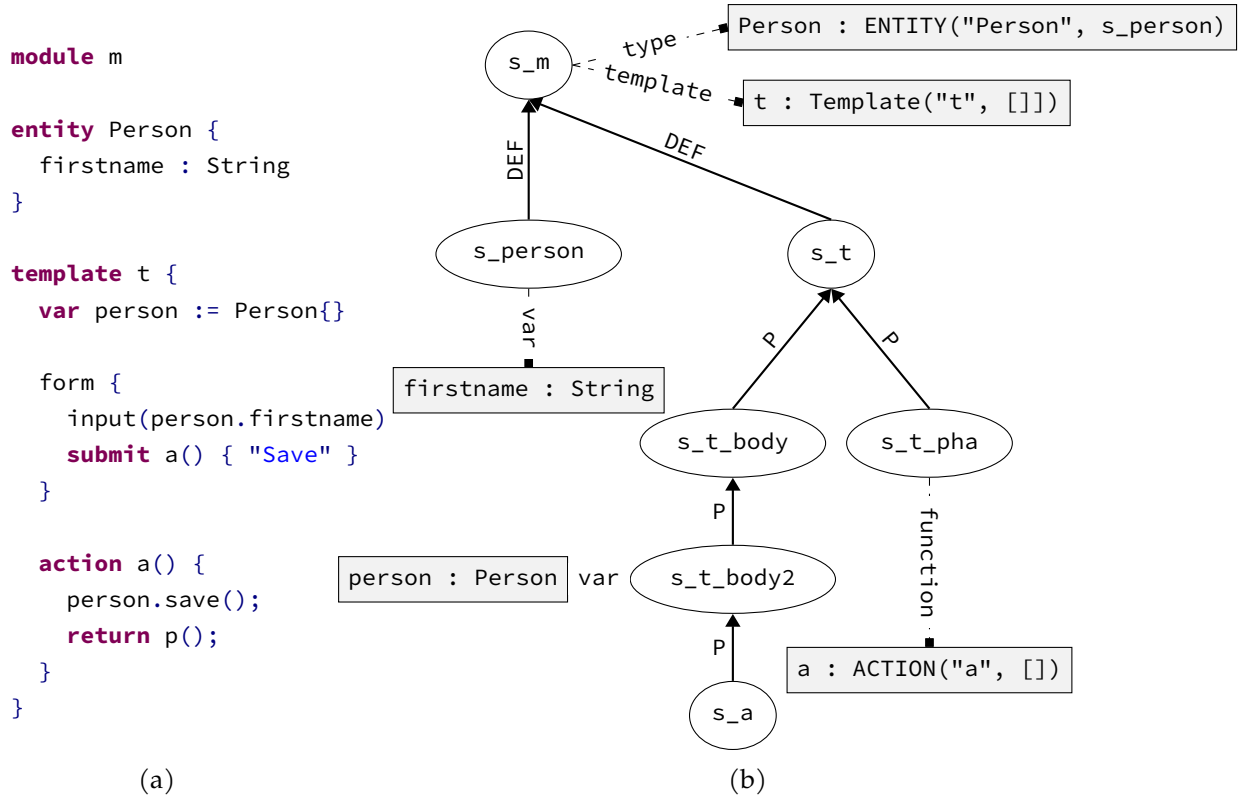 module m
entity Person {
firstname : String
}
template t {
var person := Person{}
form {
input(person.firstname)
submit a() { "Save" }
}
action a() {
person.save();
return p();
}
}
(a)
s_m
type
Person : ENTITY("Person", s_person)
template
t : Template("t", []])
DEF
DEF
s_person
s_t
var
firstname : String
P
P
s_t_body
s_t_pha
P
function
person : Person
var
s_t_body2
P
a : ACTION("a", [])
s_a
(b)